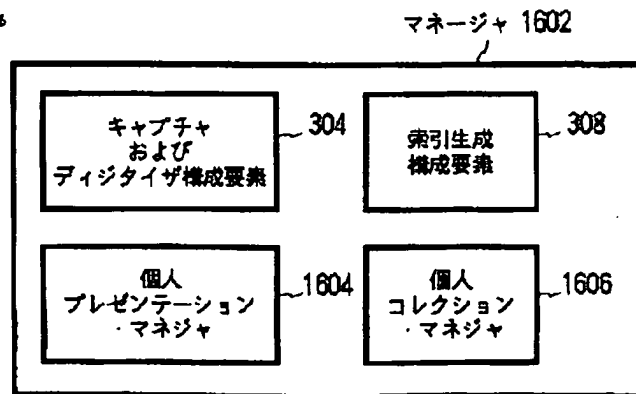 マネージャ 1602
キャプチャ
および
ディジタイザ構成要素
304
索引生成
構成要素
308
個人
プレゼンテーション
・マネジャ
1604
個人
コレクション
・マネジャ
1606